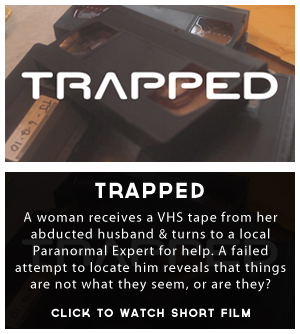 TRAPPED
TRAPPED
A woman receives a VHS tape from her
abducted husband & turns to a local
Paranormal Expert for help. A failed
attempt to locate him reveals that things
are not what they seem, or are they?
CLICK TO WATCH SHORT FILM